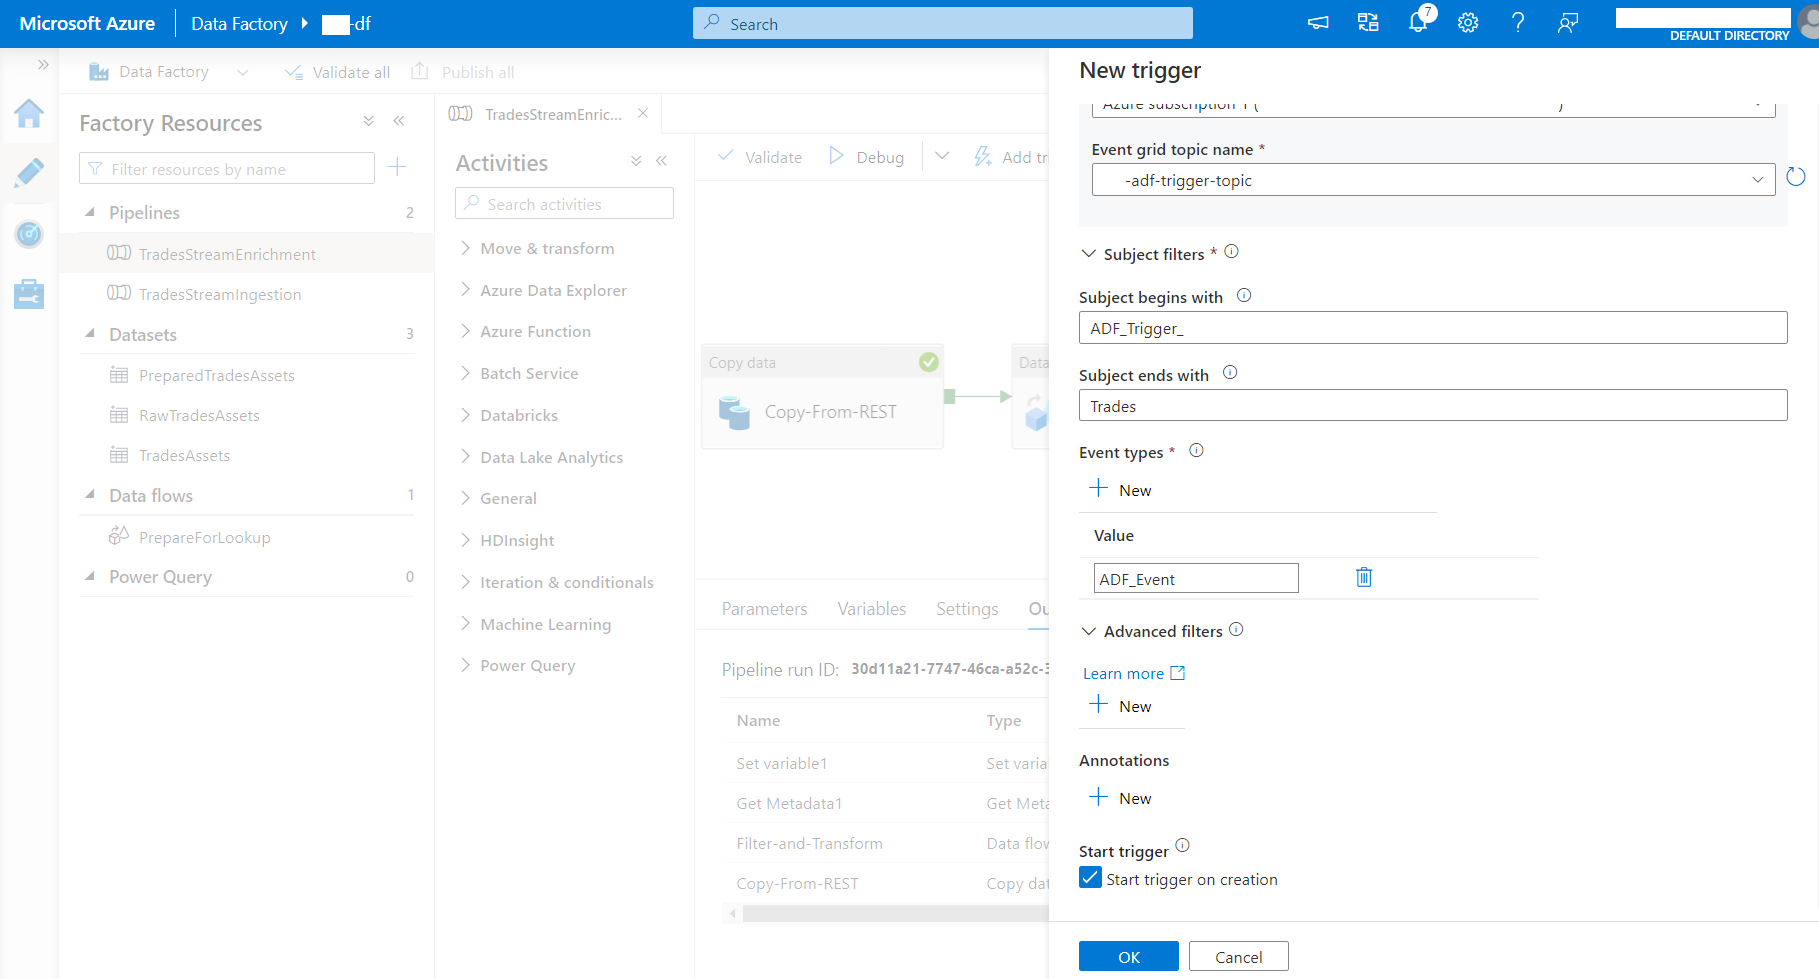 Microsoft Azure
Data Factory
-df
Search
7
DEFAULT DIRECTORY
Data Factory
Validate all
Publish all
Factory Resources
Filter resources by name
Pipelines 2
TradesStreamEnrichment
TradesStreamIngestion
Datasets 3
PreparedTradesAssets
RawTradesAssets
TradesAssets
Data flows 1
PrepareForLookup
Power Query 0
TradesStreamEnric...
Activities
Search activities
Move & transform
Azure Data Explorer
Azure Function
Batch Service
Databricks
Data Lake Analytics
General
HDInsight
Iteration & conditionals
Machine Learning
Power Query
Validate
Debug
Add tr
Copy data
Copy-From-REST
Data
Parameters
Variables
Settings
Ou
Pipeline run ID: 30d11a21-7747-46ca-a52c-3
Name Type
Set variable1 Set varia
Get Metadata1 Get Meta
Filter-and-Transform Data flow
Copy-From-REST Copy dat
New trigger
Azure subscription 1 ( )
Event grid topic name *
-adf-trigger-topic
Subject filters *
Subject begins with
ADF_Trigger_
Subject ends with
Trades
Event types *
New
Value
ADF_Event
Advanced filters
Learn more
New
Annotations
New
Start trigger
Start trigger on creation
OK
Cancel